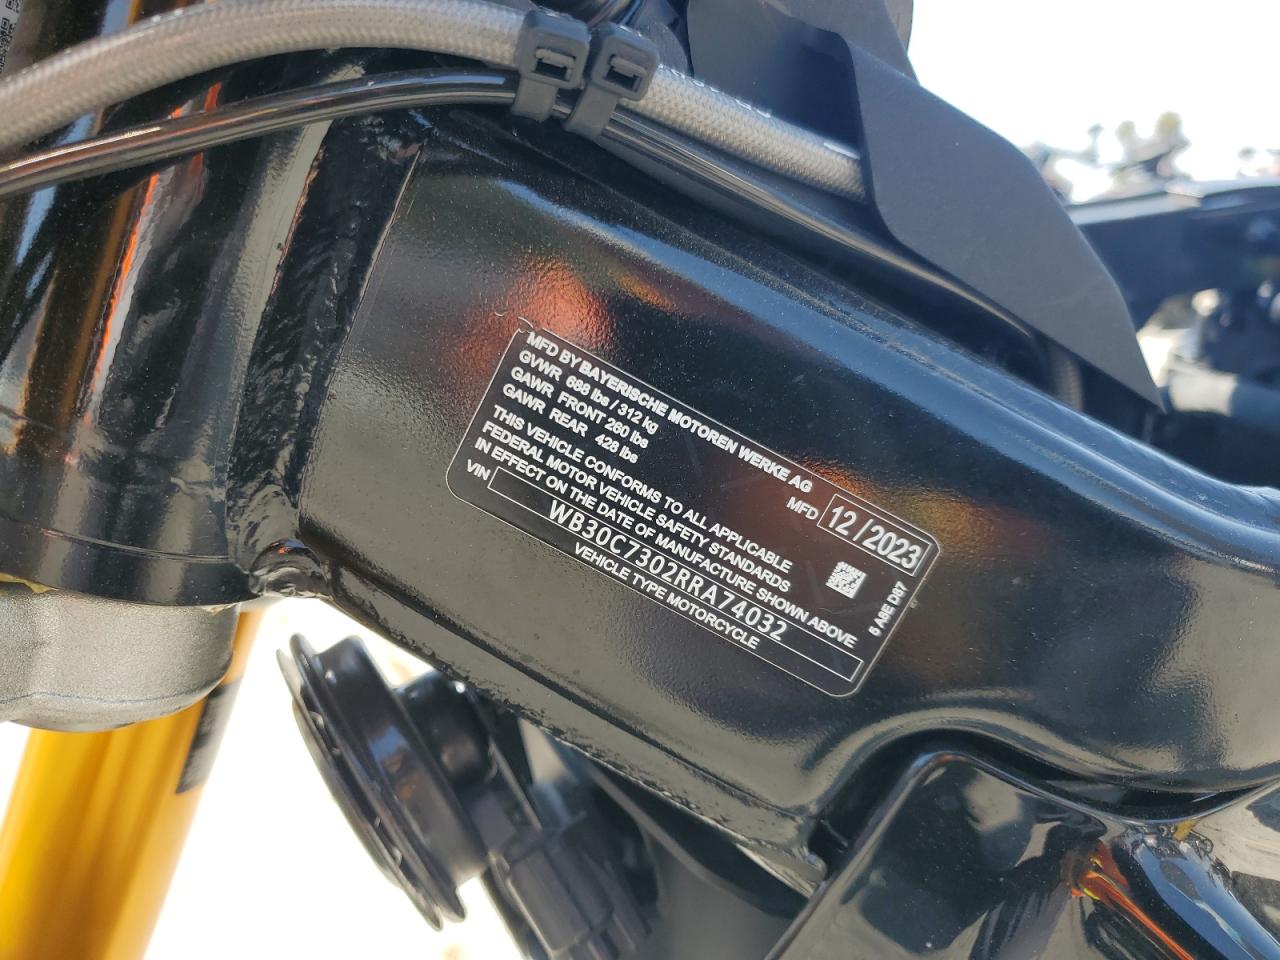 MFD BY BAYERISCHE MOTOREN WERKE AG
GVWR 688 lbs / 312 kg
GAWR FRONT 260 lbs
GAWR REAR 428 lbs
MFD 12 / 2023
THIS VEHICLE CONFORMS TO ALL APPLICABLE
FEDERAL MOTOR VEHICLE SAFETY STANDARDS
IN EFFECT ON THE DATE OF MANUFACTURE SHOWN ABOVE
VIN WB30C7302RRA74032
VEHICLE TYPE MOTORCYCLE